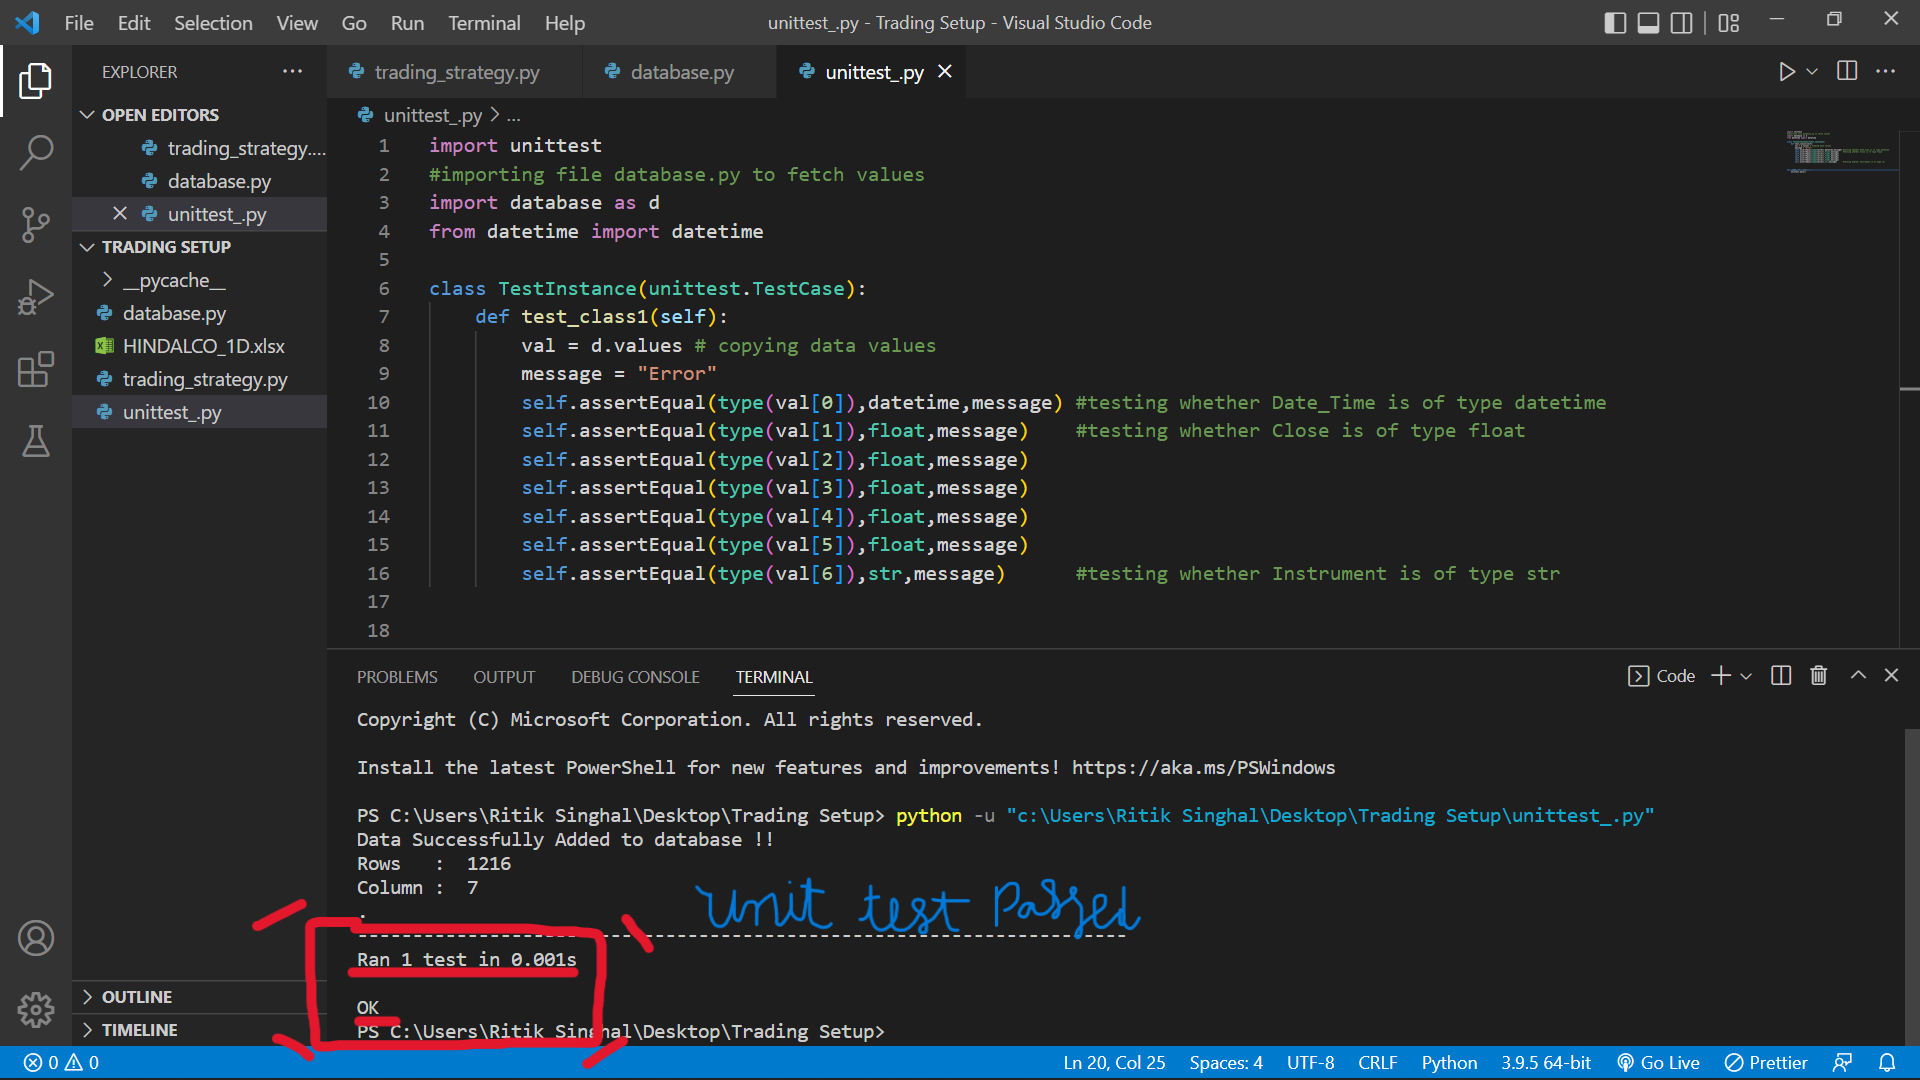 File Edit Selection View Go Run Terminal Help
unittest_.py - Trading Setup - Visual Studio Code
EXPLORER
OPEN EDITORS
trading_strategy....
database.py
unittest_.py
TRADING SETUP
__pycache__
database.py
HINDALCO_1D.xlsx
trading_strategy.py
unittest_.py
OUTLINE
TIMELINE
trading_strategy.py database.py unittest_.py
unittest_.py > ...
1 import unittest
2 #importing file database.py to fetch values
3 import database as d
4 from datetime import datetime
5
6 class TestInstance(unittest.TestCase):
7 def test_class1(self):
8 val = d.values # copying data values
9 message = "Error"
10 self.assertEqual(type(val[0]),datetime,message) #testing whether Date_Time is of type datetime
11 self.assertEqual(type(val[1]),float,message) #testing whether Close is of type float
12 self.assertEqual(type(val[2]),float,message)
13 self.assertEqual(type(val[3]),float,message)
14 self.assertEqual(type(val[4]),float,message)
15 self.assertEqual(type(val[5]),float,message)
16 self.assertEqual(type(val[6]),str,message) #testing whether Instrument is of type str
17
18
PROBLEMS OUTPUT DEBUG CONSOLE TERMINAL
Code
Copyright (C) Microsoft Corporation. All rights reserved.
Install the latest PowerShell for new features and improvements! https://aka.ms/PSWindows
PS C:\Users\Ritik Singhal\Desktop\Trading Setup> python -u "c:\Users\Ritik Singhal\Desktop\Trading Setup\unittest_.py"
Data Successfully Added to database !!
Rows : 1216
Column : 7
.
unit test Passed
----------------------------------------------------------------------
Ran 1 test in 0.001s
OK
PS C:\Users\Ritik Singhal\Desktop\Trading Setup>
0 0
Ln 20, Col 25 Spaces: 4 UTF-8 CRLF Python 3.9.5 64-bit Go Live Prettier